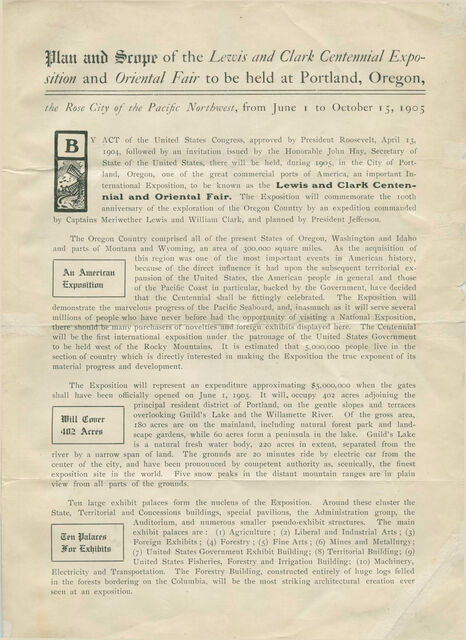 Plan and Scope of the Lewis and Clark Centennial Expo-
sition and Oriental Fair to be held at Portland, Oregon,
the Rose City of the Pacific Northwest, from June 1 to October 15, 1905
BY ACT of the United States Congress, approved by President Roosevelt, April 13,
1904, followed by an invitation issued by the Honorable John Hay, Secretary of
State of the United States, there will be held, during 1905, in the City of Port-
land, Oregon, one of the great commercial ports of America, an important In-
ternational Exposition, to be known as the Lewis and Clark Centen-
nial and Oriental Fair. The Exposition will commemorate the 100th
anniversary of the exploration of the Oregon Country by an expedition commanded
by Captains Meriwether Lewis and William Clark, and planned by President Jefferson.
The Oregon Country comprised all of the present States of Oregon, Washington and Idaho
and parts of Montana and Wyoming, an area of 300,000 square miles. As the acquisition of
An American
Exposition
this region was one of the most important events in American history,
because of the direct influence it had upon the subsequent territorial ex-
pansion of the United States, the American people in general and those
of the Pacific Coast in particular, backed by the Government, have decided
that the Centennial shall be fittingly celebrated. The Exposition will
demonstrate the marvelous progress of the Pacific Seaboard, and, inasmuch as it will serve several
millions of people who have never before had the opportunity of visiting a National Exposition,
there should be many purchasers of novelties and foreign exhibits displayed here. The Centennial
will be the first international exposition under the patronage of the United States Government
to be held west of the Rocky Mountains. It is estimated that 5,000,000 people live in the
section of country which is directly interested in making the Exposition the true exponent of its
material progress and development.
The Exposition will represent an expenditure approximating $5,000,000 when the gates
shall have been officially opened on June 1, 1905. It will occupy 402 acres adjoining the
Will Cover
402 Acres
principal resident district of Portland, on the gentle slopes and terraces
overlooking Guild's Lake and the Willamette River. Of the gross area,
180 acres are on the mainland, including natural forest park and land-
scape gardens, while 60 acres form a peninsula in the lake. Guild's Lake
is a natural fresh water body, 220 acres in extent, separated from the
river by a narrow span of land. The grounds are 20 minutes ride by electric car from the
center of the city, and have been pronounced by competent authority as, scenically, the finest
exposition site in the world. Five snow peaks in the distant mountain ranges are in plain
view from all parts of the grounds.
Ten large exhibit palaces form the nucleus of the Exposition. Around these cluster the
State, Territorial and Concessions buildings, special pavilions, the Administration group, the
Ten Palaces
For Exhibits
Auditorium, and numerous smaller pseudo-exhibit structures. The main
exhibit palaces are: (1) Agriculture; (2) Liberal and Industrial Arts; (3)
Foreign Exhibits; (4) Forestry; (5) Fine Arts; (6) Mines and Metallurgy;
(7) United States Government Exhibit Building; (8) Territorial Building; (9)
United States Fisheries, Forestry and Irrigation Building; (10) Machinery,
Electricity and Transportation. The Forestry Building, constructed entirely of huge logs felled
in the forests bordering on the Columbia, will be the most striking architectural creation ever
seen at an exposition.